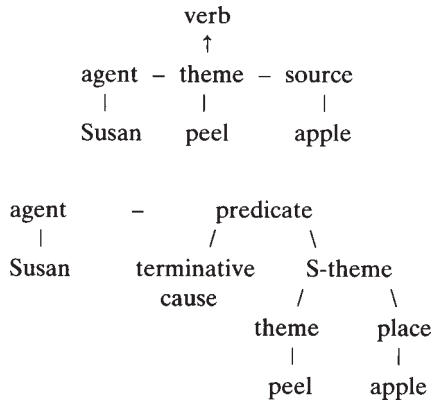 verb
↑
agent – theme – source
| | |
Susan peel apple
agent – predicate
| / \
Susan terminative S-theme
cause / \
theme place
| |
peel apple